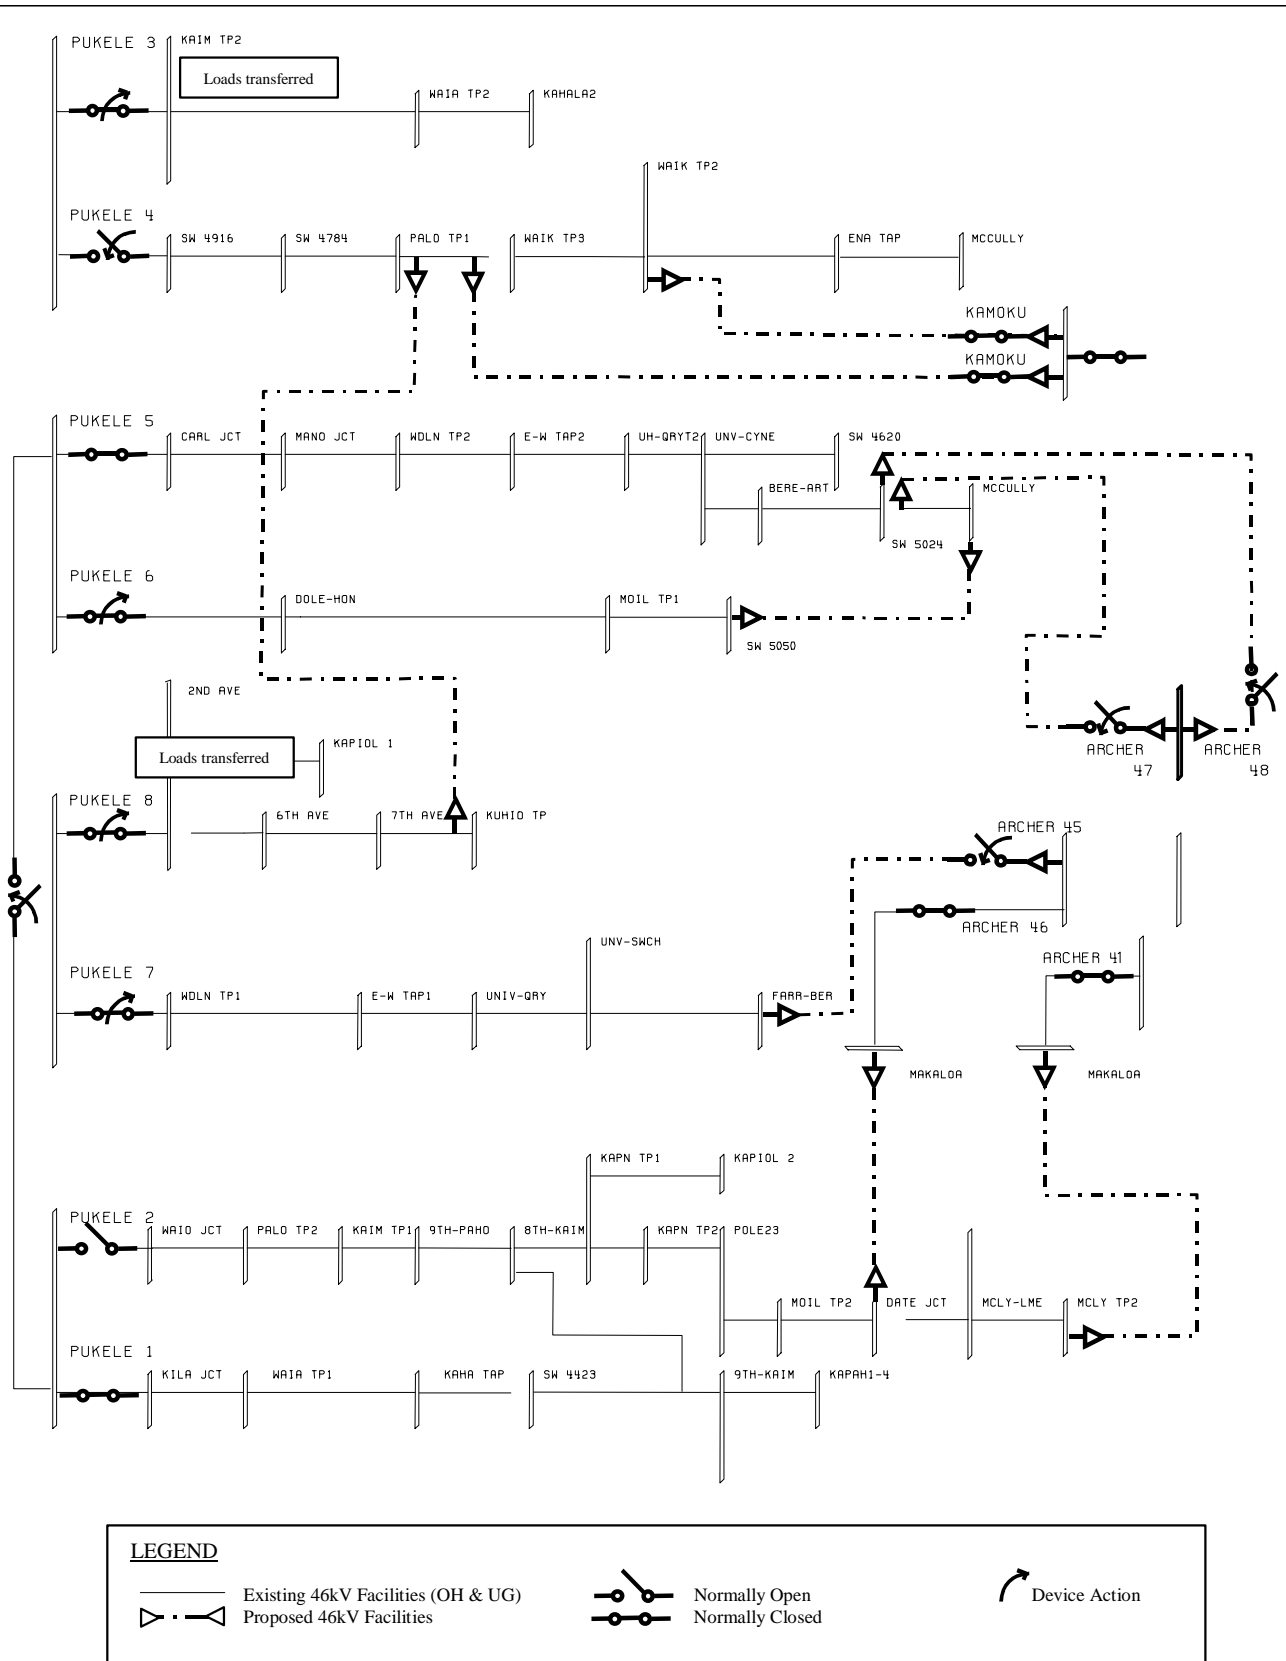 PUKELE 3
KAIM TP2
Loads transferred
WAIA TP2
KAHALA2
WAIK TP2
PUKELE 4
SW 4916
SW 4784
PALO TP1
WAIK TP3
ENA TAP
MCCULLY
KAMOKU
KAMOKU
PUKELE 5
CARL JCT
MANO JCT
WDLN TP2
E-W TAP2
UH-QRYT2
UNV-CYNE
SW 4620
BERE-ART
MCCULLY
SW 5024
PUKELE 6
DOLE-HON
MOIL TP1
SW 5050
2ND AVE
Loads transferred
KAPIOL 1
ARCHER
47
ARCHER
48
PUKELE 8
6TH AVE
7TH AVE
KUHIO TP
ARCHER 45
ARCHER 46
UNV-SWCH
ARCHER 41
PUKELE 7
WDLN TP1
E-W TAP1
UNIV-QRY
FARR-BER
MAKALOA
MAKALOA
KAPN TP1
KAPIOL 2
PUKELE 2
WAIO JCT
PALO TP2
KAIM TP1
9TH-PAHO
8TH-KAIM
KAPN TP2
POLE23
MOIL TP2
DATE JCT
MCLY-LME
MCLY TP2
PUKELE 1
KILA JCT
WAIA TP1
KAHA TAP
SW 4423
9TH-KAIM
KAPAH1-4
LEGEND
Existing 46kV Facilities (OH & UG)
Proposed 46kV Facilities
Normally Open
Normally Closed
Device Action